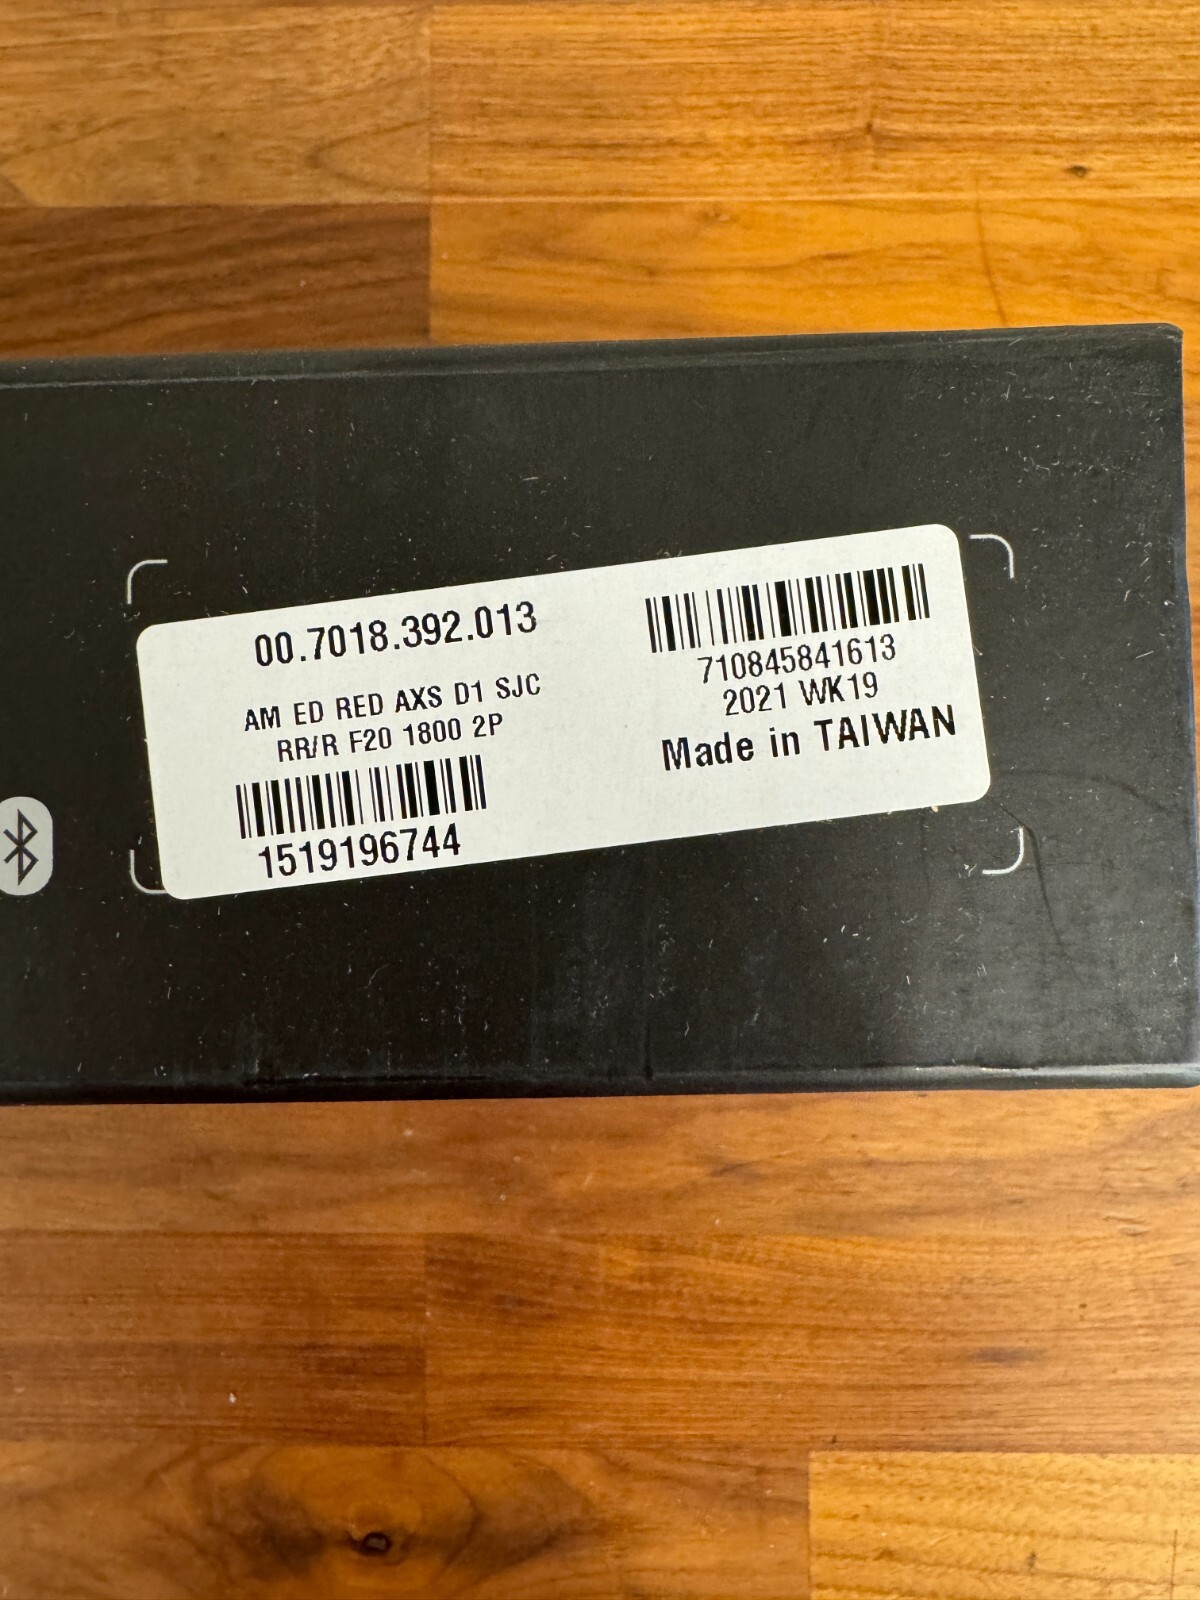 00.7018.392.013
AM ED RED AXS D1 SJC
RR/R F20 1800 2P
1519196744
710845841613
2021 WK19
Made in TAIWAN